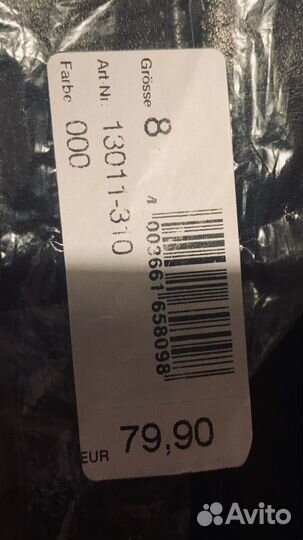 Grösse 8
Art Nr. 13011-310
Farbe 000
4 003661 658098
EUR 79,90
Avito